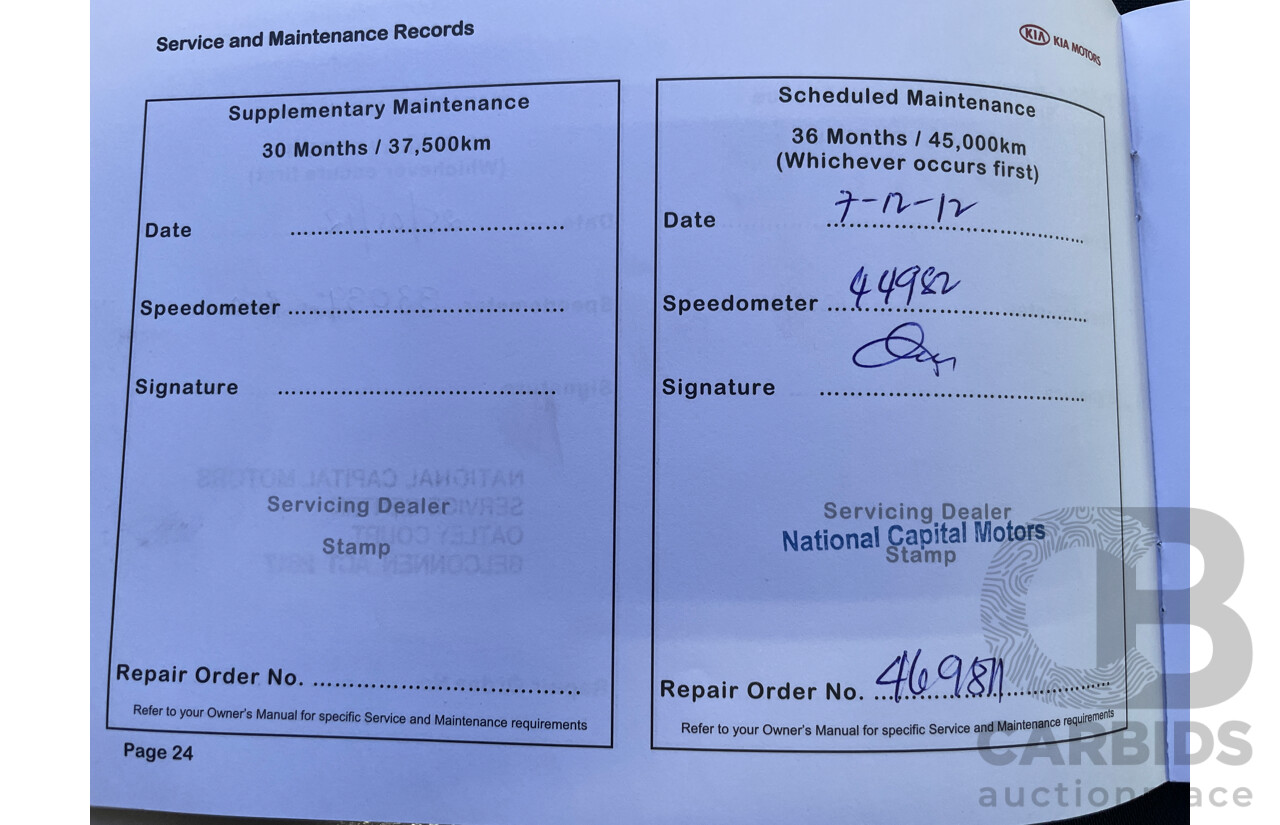 Service and Maintenance Records
KIA KIA MOTORS
Supplementary Maintenance
30 Months / 37,500km
Date
Speedometer
Signature
Servicing Dealer
Stamp
Repair Order No.
Refer to your Owner's Manual for specific Service and Maintenance requirements
Page 24
Scheduled Maintenance
36 Months / 45,000km
(Whichever occurs first)
Date 7-12-12
Speedometer 44982
Signature
Servicing Dealer
National Capital Motors
Stamp
Repair Order No.
Refer to your Owner's Manual for specific Service and Maintenance requirements
CB
CARBIDS
auctionplace